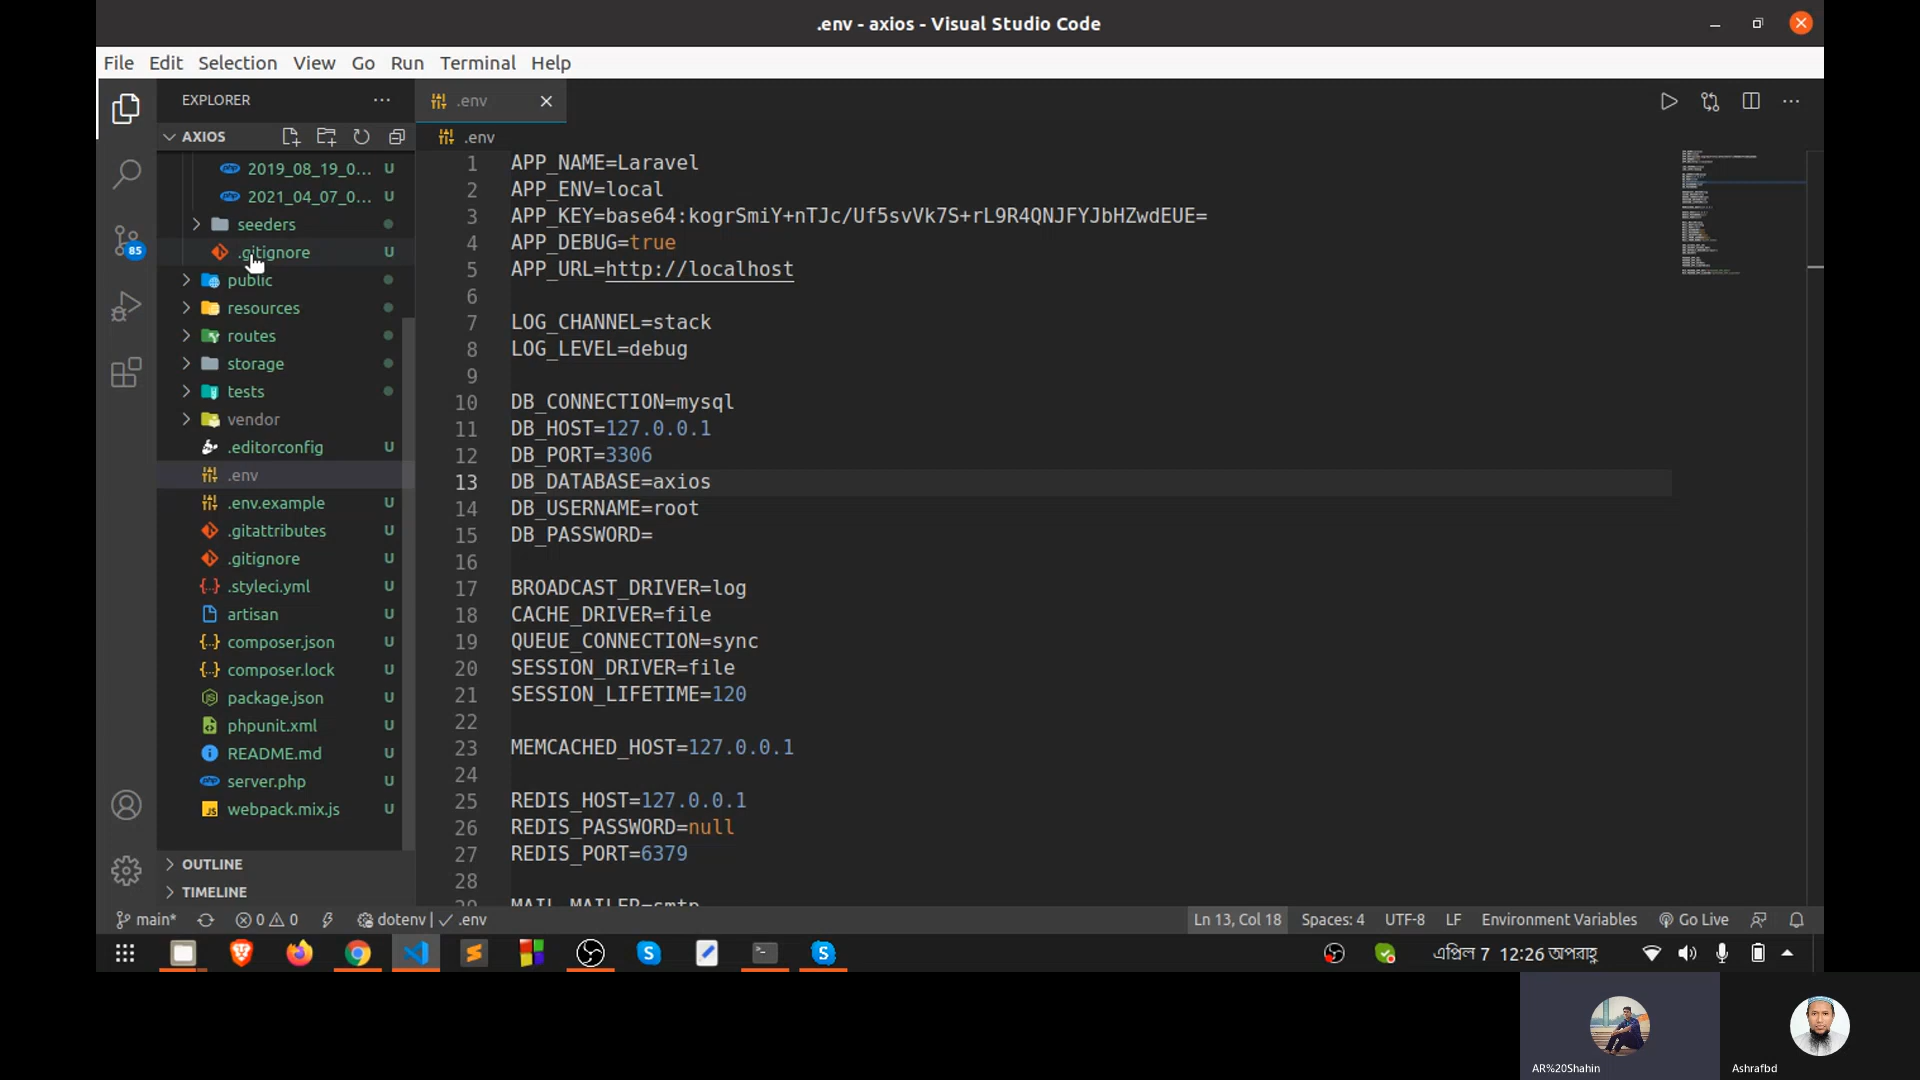 .env - axios - Visual Studio Code
File Edit Selection View Go Run Terminal Help
EXPLORER
.env
AXIOS
.env
2019_08_19_0... U
2021_04_07_0... U
seeders
.gitignore U
public
resources
routes
storage
tests
vendor
.editorconfig U
.env
.env.example U
.gitattributes U
.gitignore U
.styleci.yml U
artisan U
composer.json U
composer.lock U
package.json U
phpunit.xml U
README.md U
server.php U
webpack.mix.js U
OUTLINE
TIMELINE
85
1 APP_NAME=Laravel
2 APP_ENV=local
3 APP_KEY=base64:kogrSmiY+nTJc/Uf5svVk7S+rL9R4QNJFYJbHZwdEUE=
4 APP_DEBUG=true
5 APP_URL=http://localhost
6
7 LOG_CHANNEL=stack
8 LOG_LEVEL=debug
9
10 DB_CONNECTION=mysql
11 DB_HOST=127.0.0.1
12 DB_PORT=3306
13 DB_DATABASE=axios
14 DB_USERNAME=root
15 DB_PASSWORD=
16
17 BROADCAST_DRIVER=log
18 CACHE_DRIVER=file
19 QUEUE_CONNECTION=sync
20 SESSION_DRIVER=file
21 SESSION_LIFETIME=120
22
23 MEMCACHED_HOST=127.0.0.1
24
25 REDIS_HOST=127.0.0.1
26 REDIS_PASSWORD=null
27 REDIS_PORT=6379
28
29 MAIL_MAILER=smtp
main* 0 0 dotenv | .env Ln 13, Col 18 Spaces: 4 UTF-8 LF Environment Variables Go Live
এপ্রিল 7 12:26 অপরাহ্ণ
AR%20Shahin
Ashrafbd